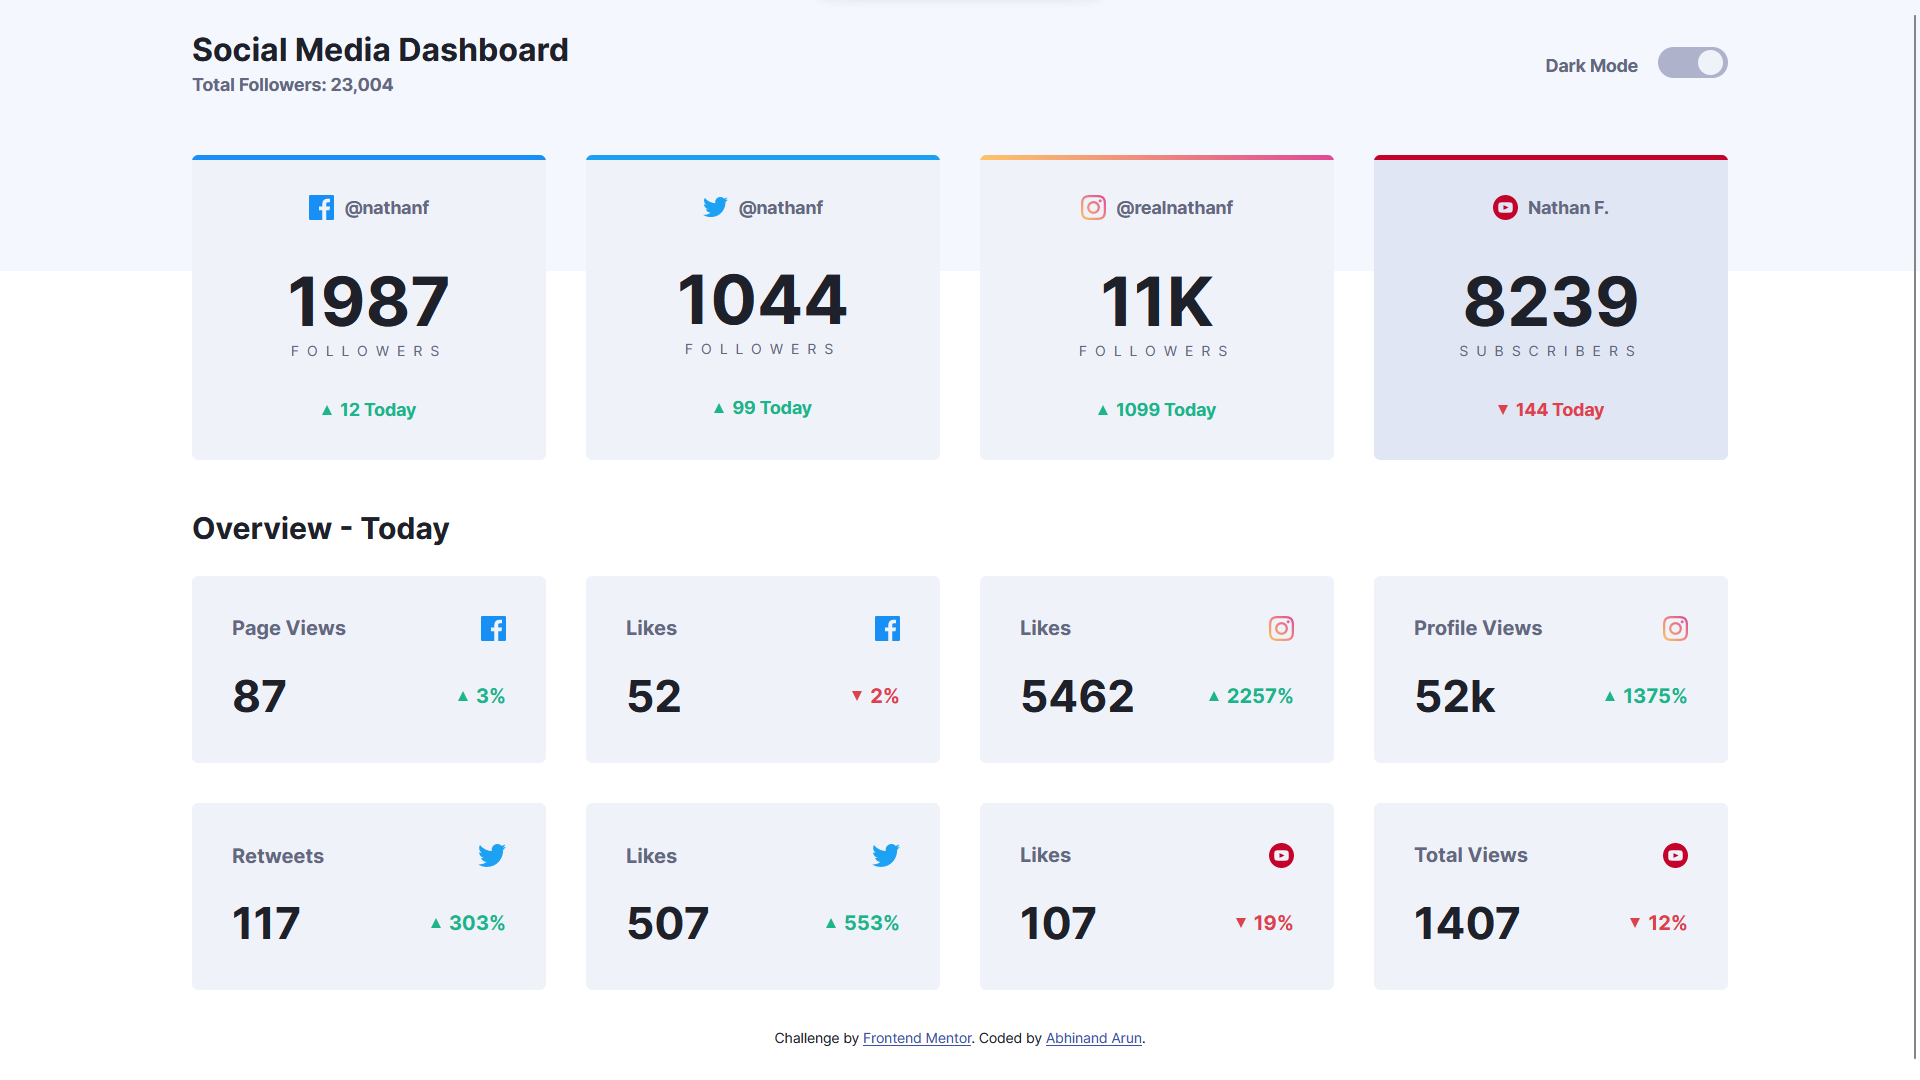 Social Media Dashboard
Total Followers: 23,004
Dark Mode
@nathanf
1987
FOLLOWERS
▲ 12 Today
@nathanf
1044
FOLLOWERS
▲ 99 Today
@realnathanf
11K
FOLLOWERS
▲ 1099 Today
Nathan F.
8239
SUBSCRIBERS
▼ 144 Today
Overview - Today
Page Views
87
▲ 3%
Likes
52
▼ 2%
Likes
5462
▲ 2257%
Profile Views
52k
▲ 1375%
Retweets
117
▲ 303%
Likes
507
▲ 553%
Likes
107
▼ 19%
Total Views
1407
▼ 12%
Challenge by Frontend Mentor. Coded by Abhinand Arun.